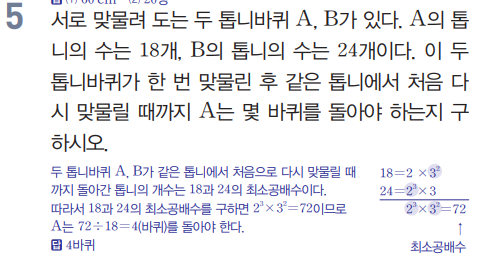 5 서로 맞물려 도는 두 톱니바퀴 A, B가 있다. A의 톱
니의 수는 18개, B의 톱니의 수는 24개이다. 이 두
톱니바퀴가 한 번 맞물린 후 같은 톱니에서 처음 다
시 맞물릴 때까지 A는 몇 바퀴를 돌아야 하는지 구
하시오.
두 톱니바퀴 A, B가 같은 톱니에서 처음으로 다시 맞물릴 때
까지 돌아간 톱니의 개수는 18과 24의 최소공배수이다.
따라서 18과 24의 최소공배수를 구하면 2³×3²=72이므로
A는 72÷18=4(바퀴)를 돌아야 한다.
답 4바퀴
18=2 ×3²
24=2³×3
2³×3²=72
↑
최소공배수